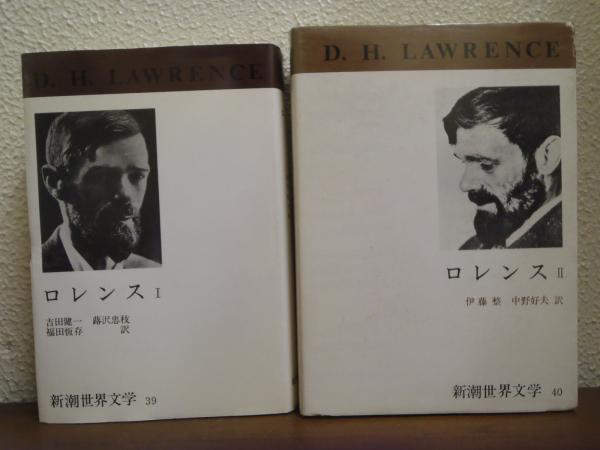 D. H. LAWRENCE
ロレンス I
吉田健一 蕗沢忠枝
福田恆存 訳
新潮世界文学 39
D. H. LAWRENCE
ロレンス II
伊藤整 中野好夫 訳
新潮世界文学 40